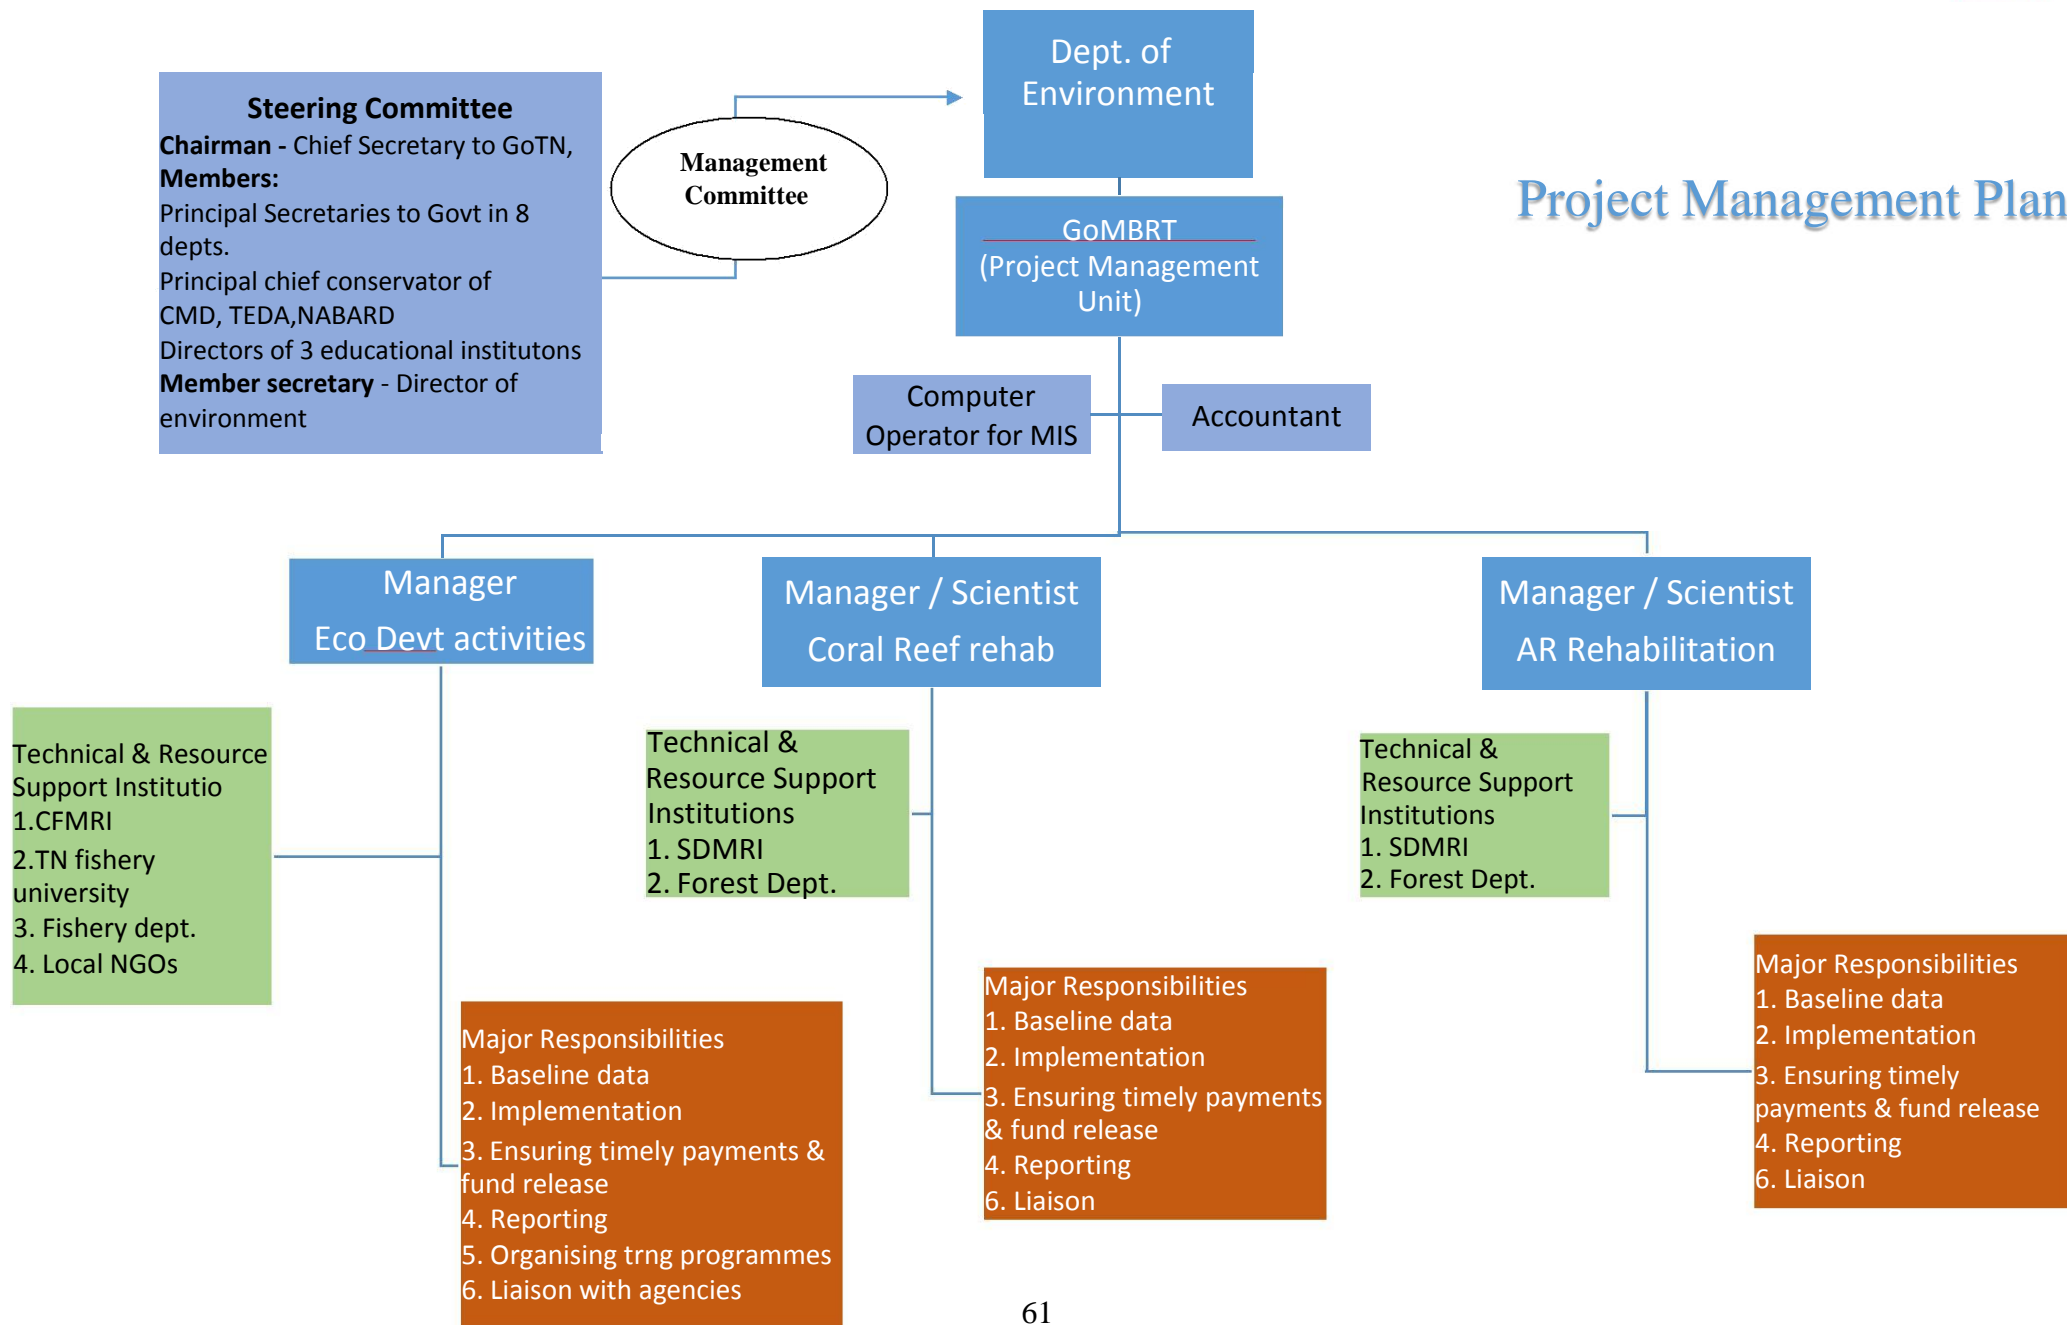 Dept. of
Environment
Steering Committee
Chairman - Chief Secretary to GoTN,
Members:
Principal Secretaries to Govt in 8
depts.
Principal chief conservator of
CMD, TEDA,NABARD
Directors of 3 educational institutons
Member secretary - Director of
environment
Management
Committee
Project Management Plan
GoMBRT
(Project Management
Unit)
Computer
Operator for MIS
Accountant
Manager
Eco Devt activities
Manager / Scientist
Coral Reef rehab
Manager / Scientist
AR Rehabilitation
Technical & Resource
Support Institutio
1.CFMRI
2.TN fishery
university
3. Fishery dept.
4. Local NGOs
Technical &
Resource Support
Institutions
1. SDMRI
2. Forest Dept.
Technical &
Resource Support
Institutions
1. SDMRI
2. Forest Dept.
Major Responsibilities
1. Baseline data
2. Implementation
3. Ensuring timely payments &
fund release
4. Reporting
5. Organising trng programmes
6. Liaison with agencies
Major Responsibilities
1. Baseline data
2. Implementation
3. Ensuring timely payments
& fund release
4. Reporting
6. Liaison
Major Responsibilities
1. Baseline data
2. Implementation
3. Ensuring timely
payments & fund release
4. Reporting
6. Liaison
61